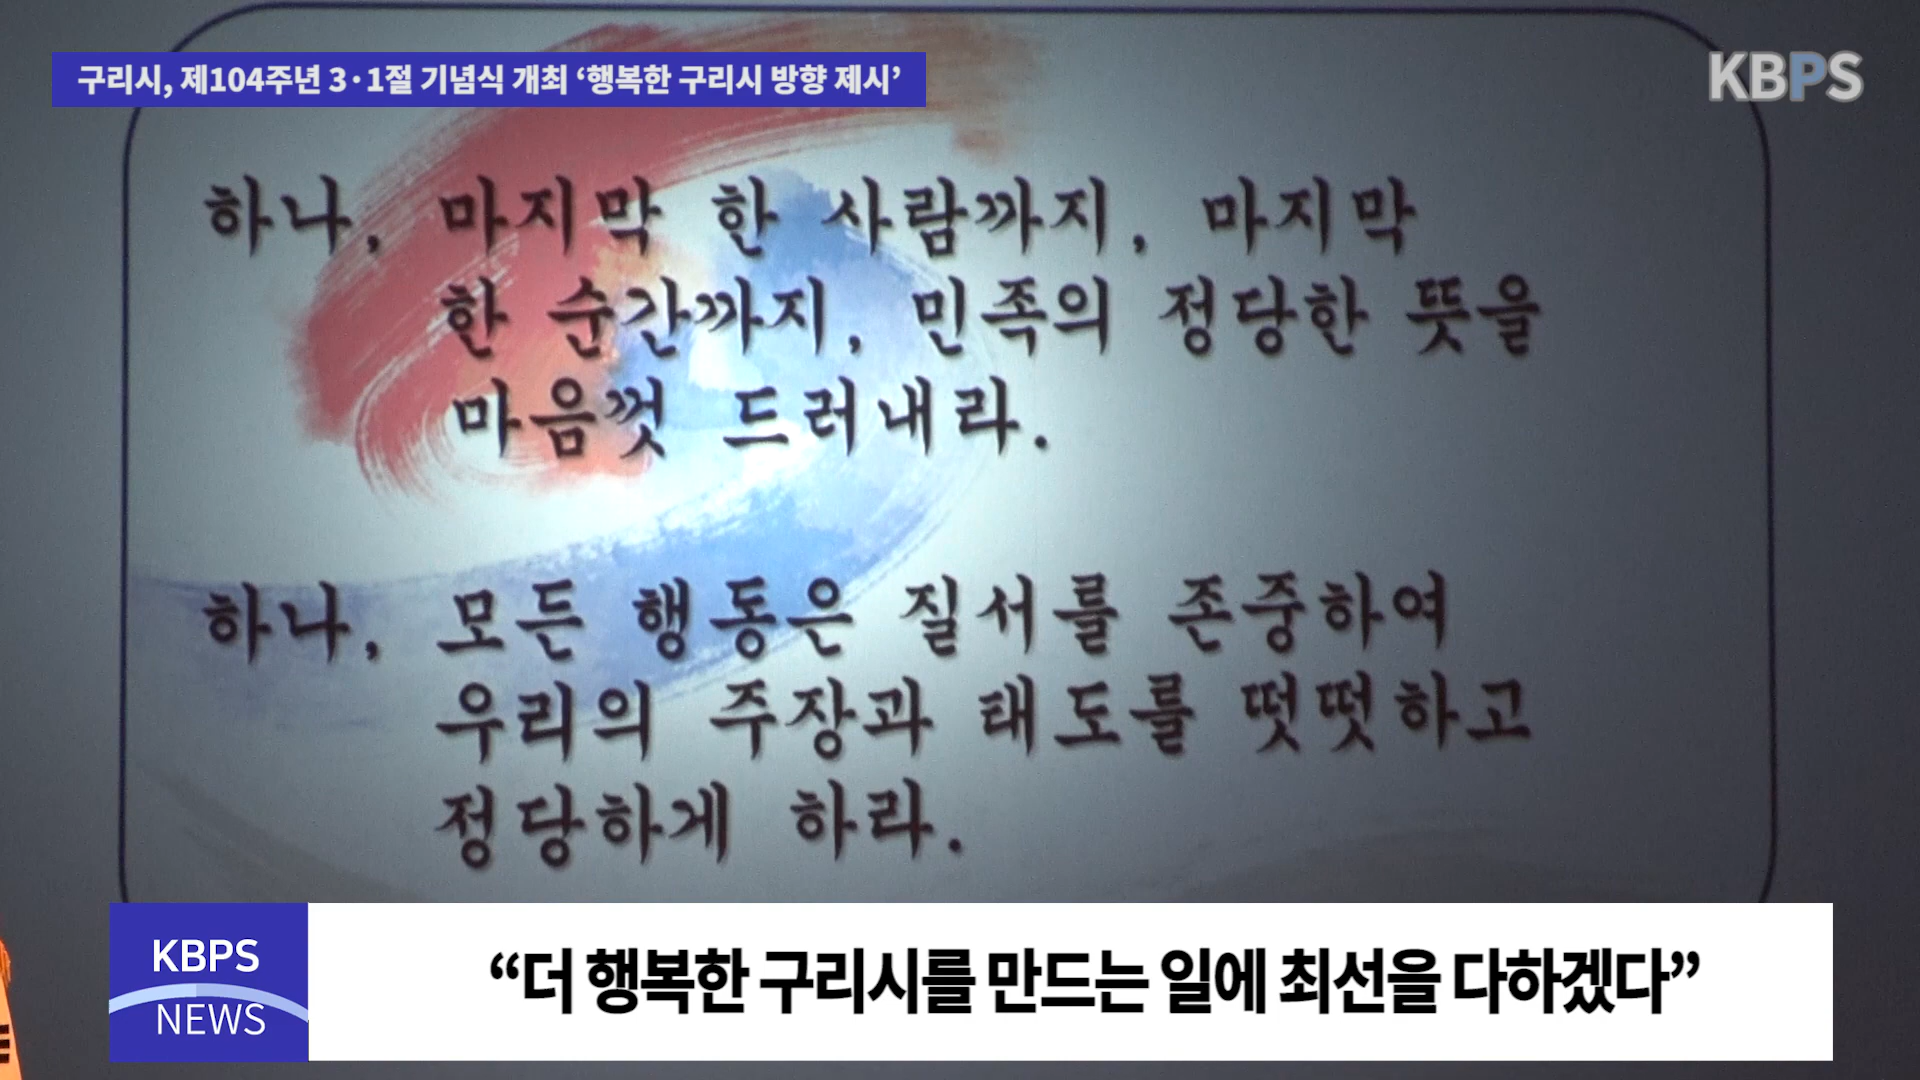 구리시, 제104주년 3·1절 기념식 개최 ‘행복한 구리시 방향 제시’
KBPS
하나, 마지막 한 사람까지, 마지막
한 순간까지, 민족의 정당한 뜻을
마음껏 드러내라.
하나, 모든 행동은 질서를 존중하여
우리의 주장과 태도를 떳떳하고
정당하게 하라.
KBPS
NEWS
“더 행복한 구리시를 만드는 일에 최선을 다하겠다”